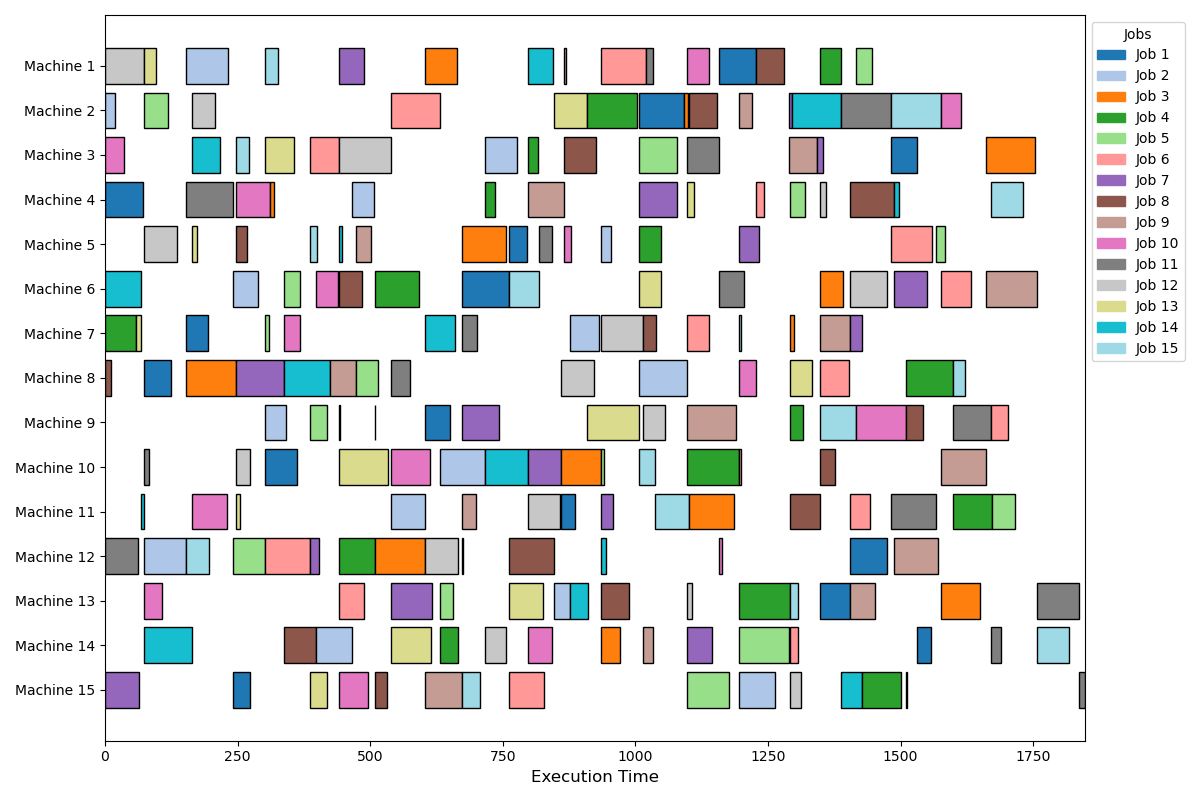 Machine 1
Machine 2
Machine 3
Machine 4
Machine 5
Machine 6
Machine 7
Machine 8
Machine 9
Machine 10
Machine 11
Machine 12
Machine 13
Machine 14
Machine 15
0 250 500 750 1000 1250 1500 1750
Execution Time
Jobs
Job 1
Job 2
Job 3
Job 4
Job 5
Job 6
Job 7
Job 8
Job 9
Job 10
Job 11
Job 12
Job 13
Job 14
Job 15